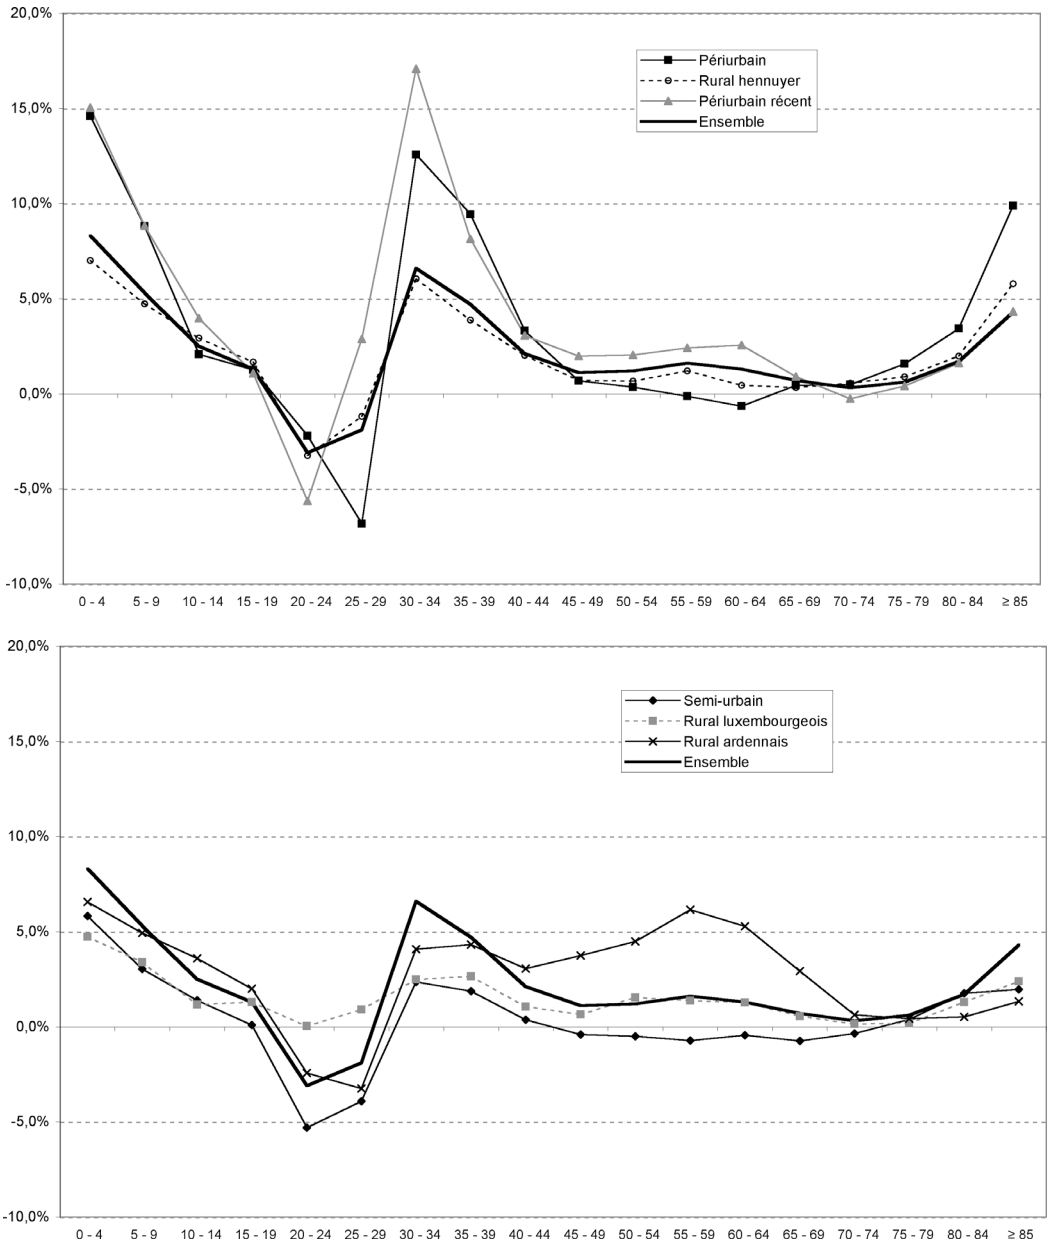 20,0%
Périurbain
Rural hennuyer
Périurbain récent
Ensemble
15,0%
10,0%
5,0%
0,0%
-5,0%
-10,0%
0 - 4 5 - 9 10 - 14 15 - 19 20 - 24 25 - 29 30 - 34 35 - 39 40 - 44 45 - 49 50 - 54 55 - 59 60 - 64 65 - 69 70 - 74 75 - 79 80 - 84 ≥ 85
20,0%
Semi-urbain
Rural luxembourgeois
Rural ardennais
Ensemble
15,0%
10,0%
5,0%
0,0%
-5,0%
-10,0%
0 - 4 5 - 9 10 - 14 15 - 19 20 - 24 25 - 29 30 - 34 35 - 39 40 - 44 45 - 49 50 - 54 55 - 59 60 - 64 65 - 69 70 - 74 75 - 79 80 - 84 ≥ 85